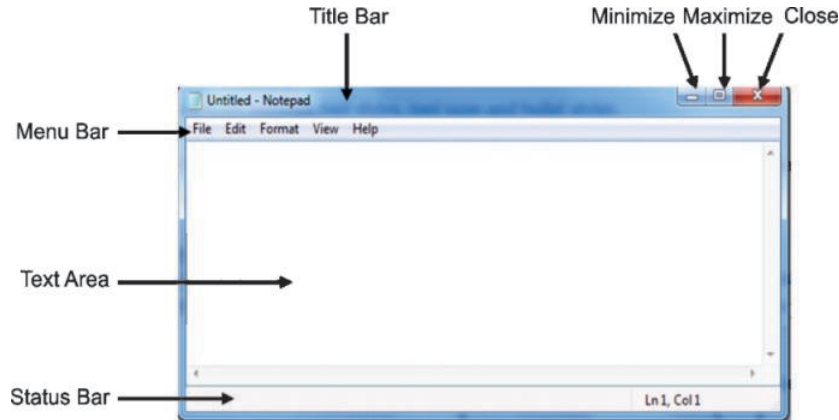 Title Bar
Minimize Maximize Close
Untitled - Notepad
Menu Bar
File Edit Format View Help
Text Area
Status Bar
Ln 1, Col 1